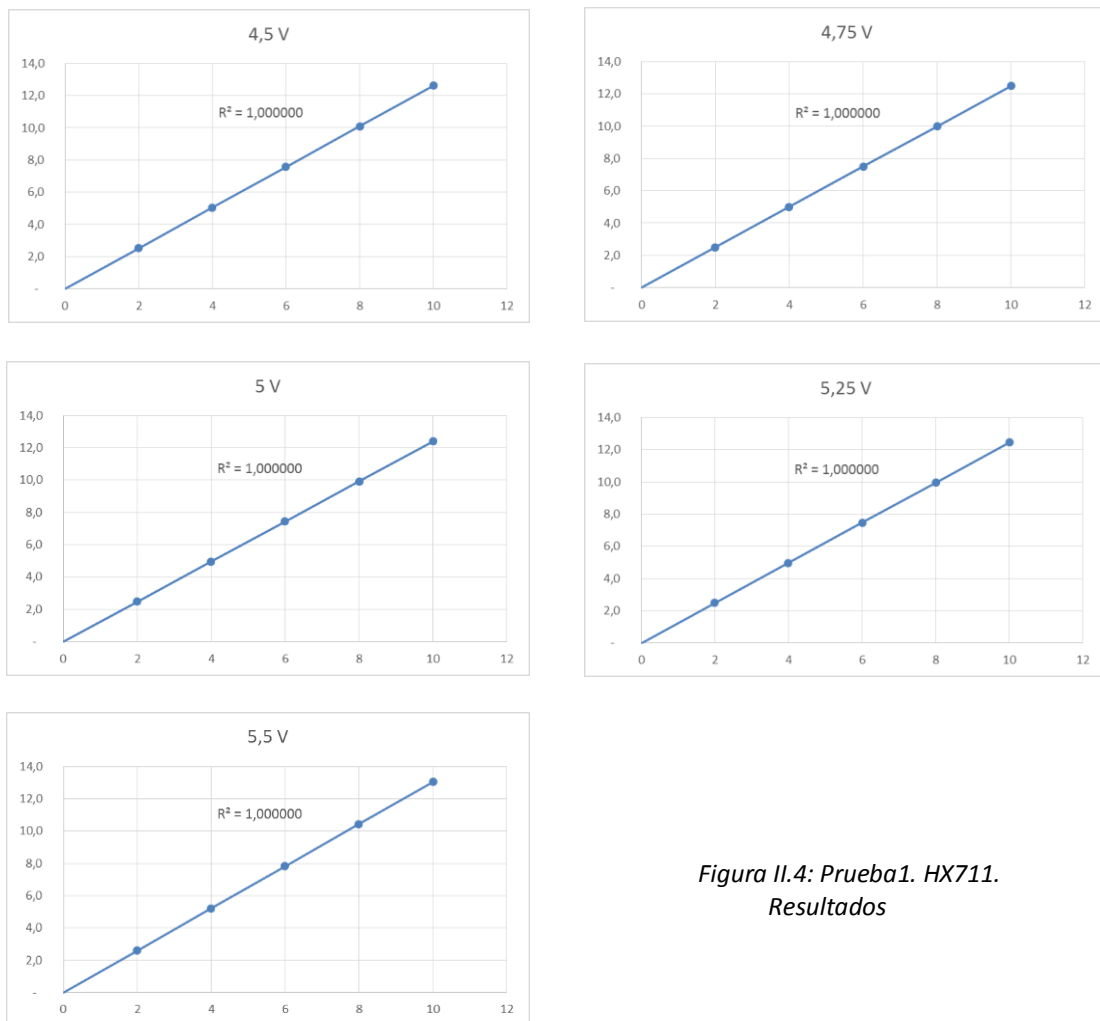 4,5 V
14,0
12,0
10,0
8,0
6,0
4,0
2,0
-
R² = 1,000000
0 2 4 6 8 10 12
4,75 V
14,0
12,0
10,0
8,0
6,0
4,0
2,0
-
R² = 1,000000
0 2 4 6 8 10 12
5 V
14,0
12,0
10,0
8,0
6,0
4,0
2,0
-
R² = 1,000000
0 2 4 6 8 10 12
5,25 V
14,0
12,0
10,0
8,0
6,0
4,0
2,0
-
R² = 1,000000
0 2 4 6 8 10 12
5,5 V
14,0
12,0
10,0
8,0
6,0
4,0
2,0
-
R² = 1,000000
0 2 4 6 8 10 12
Figura II.4: Prueba1. HX711.
Resultados